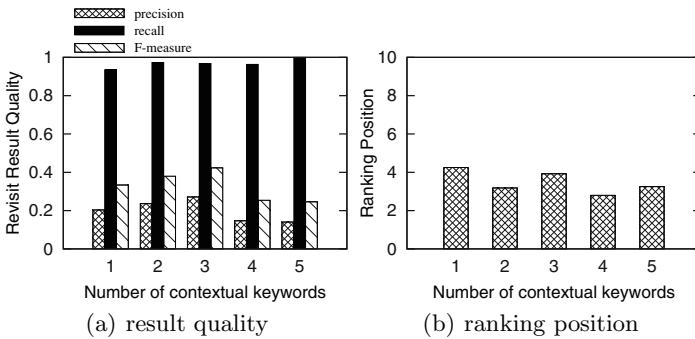 precision
recall
F-measure
Revisit Result Quality
1
0.8
0.6
0.4
0.2
0
1 2 3 4 5
Number of contextual keywords
(a) result quality
Ranking Position
10
8
6
4
2
0
1 2 3 4 5
Number of contextual keywords
(b) ranking position